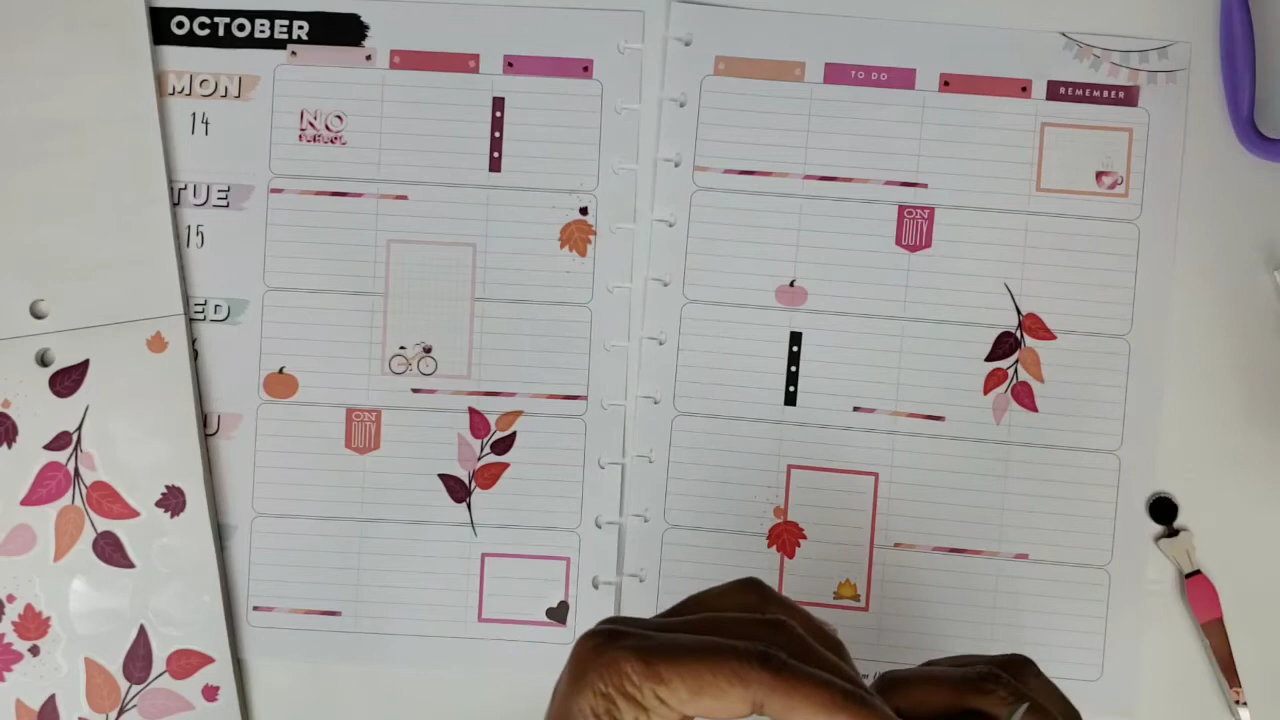 OCTOBER
MON
14
NO
SCHOOL
TUE
15
ED
U
ON
DUTY
TO DO
REMEMBER
ON
DUTY